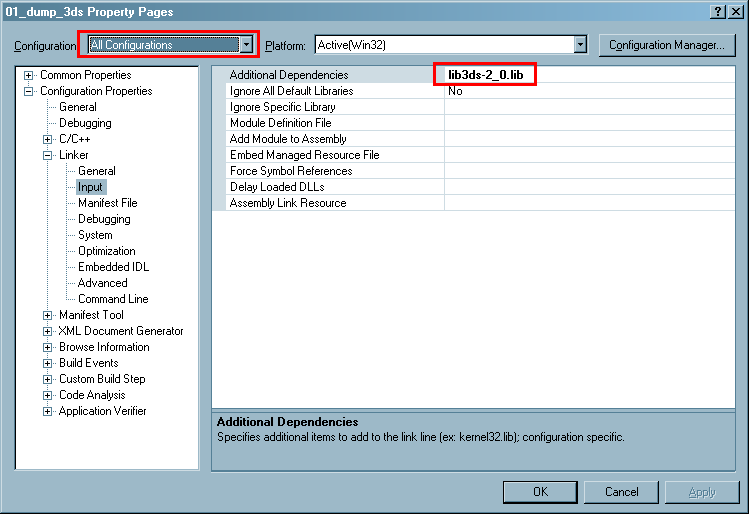 01_dump_3ds Property Pages
Configuration: All Configurations Platform: Active(Win32) Configuration Manager...
Common Properties
Configuration Properties
General
Debugging
C/C++
Linker
General
Input
Manifest File
Debugging
System
Optimization
Embedded IDL
Advanced
Command Line
Manifest Tool
XML Document Generator
Browse Information
Build Events
Custom Build Step
Code Analysis
Application Verifier
Additional Dependencies lib3ds-2_0.lib
Ignore All Default Libraries No
Ignore Specific Library
Module Definition File
Add Module to Assembly
Embed Managed Resource File
Force Symbol References
Delay Loaded DLLs
Assembly Link Resource
Additional Dependencies
Specifies additional items to add to the link line (ex: kernel32.lib); configuration specific.
OK Cancel Apply